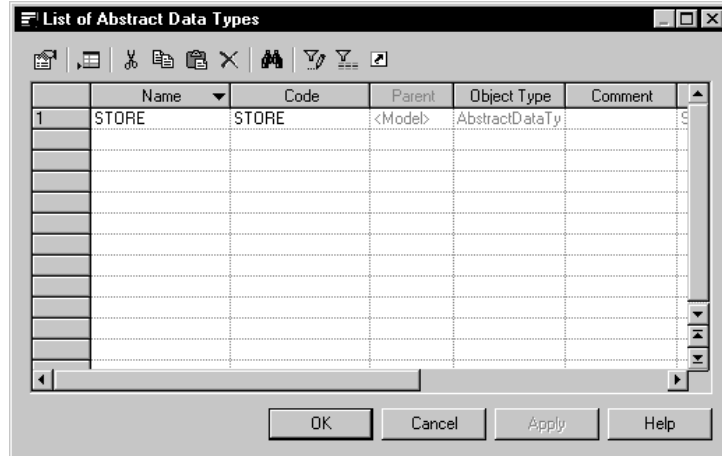 List of Abstract Data Types
Name Code Parent Object Type Comment
1 STORE STORE <Model> AbstractDataTy
OK Cancel Apply Help